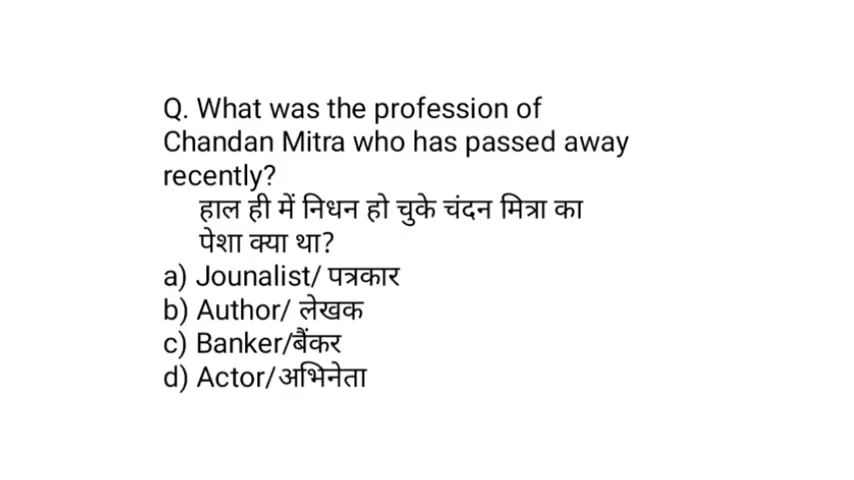 Q. What was the profession of
Chandan Mitra who has passed away
recently?
हाल ही में निधन हो चुके चंदन मित्रा का
पेशा क्या था?
a) Jounalist/ पत्रकार
b) Author/ लेखक
c) Banker/बैंकर
d) Actor/अभिनेता